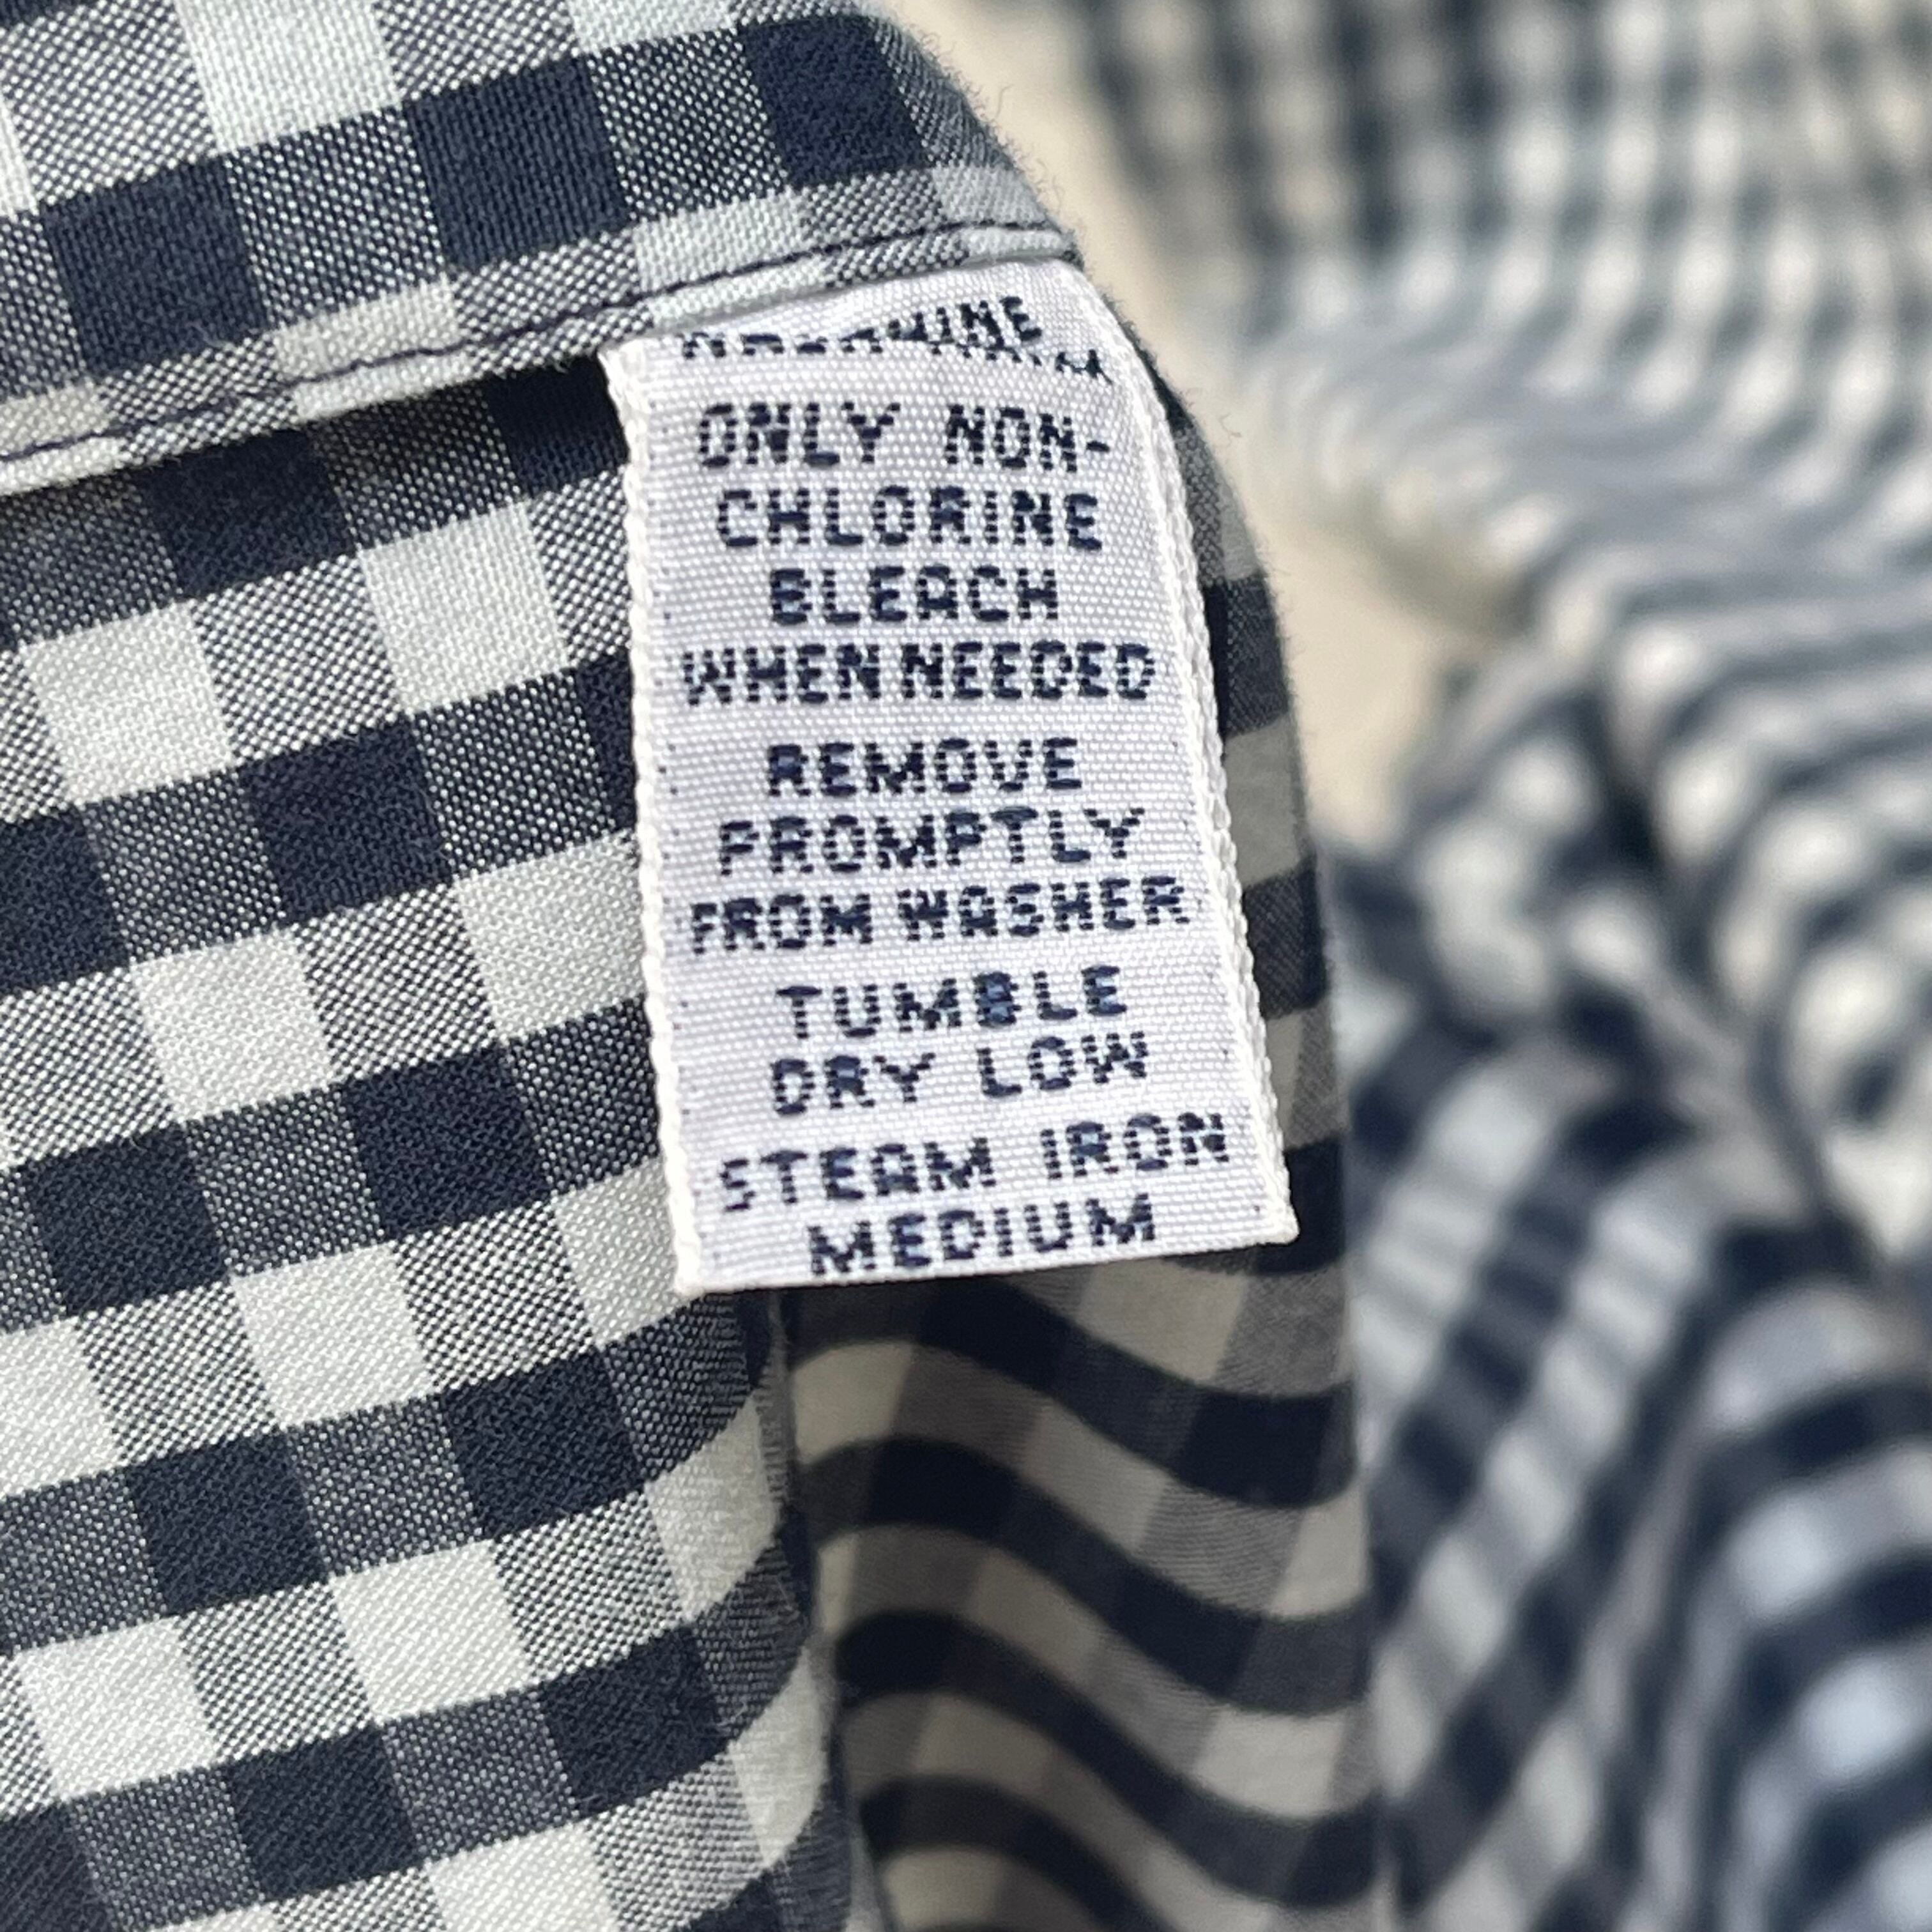 ONLY NON-
CHLORINE
BLEACH
WHEN NEEDED
REMOVE
PROMPTLY
FROM WASHER
TUMBLE
DRY LOW
STEAM IRON
MEDIUM